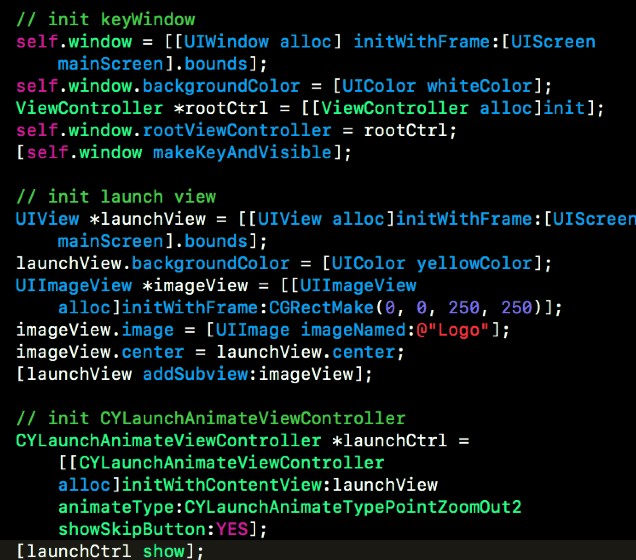 // init keyWindow
self.window = [[UIWindow alloc] initWithFrame:[UIScreen
mainScreen].bounds];
self.window.backgroundColor = [UIColor whiteColor];
ViewController *rootCtrl = [[ViewController alloc]init];
self.window.rootViewController = rootCtrl;
[self.window makeKeyAndVisible];
// init launch view
UIView *launchView = [[UIView alloc]initWithFrame:[UIScreen
mainScreen].bounds];
launchView.backgroundColor = [UIColor yellowColor];
UIImageView *imageView = [[UIImageView
alloc]initWithFrame:CGRectMake(0, 0, 250, 250)];
imageView.image = [UIImage imageNamed:@"Logo"];
imageView.center = launchView.center;
[launchView addSubview:imageView];
// init CYLaunchAnimateViewController
CYLaunchAnimateViewController *launchCtrl =
[[CYLaunchAnimateViewController
alloc]initWithContentView:launchView
animateType:CYLaunchAnimateTypePointZoomOut2
showSkipButton:YES];
[launchCtrl show];